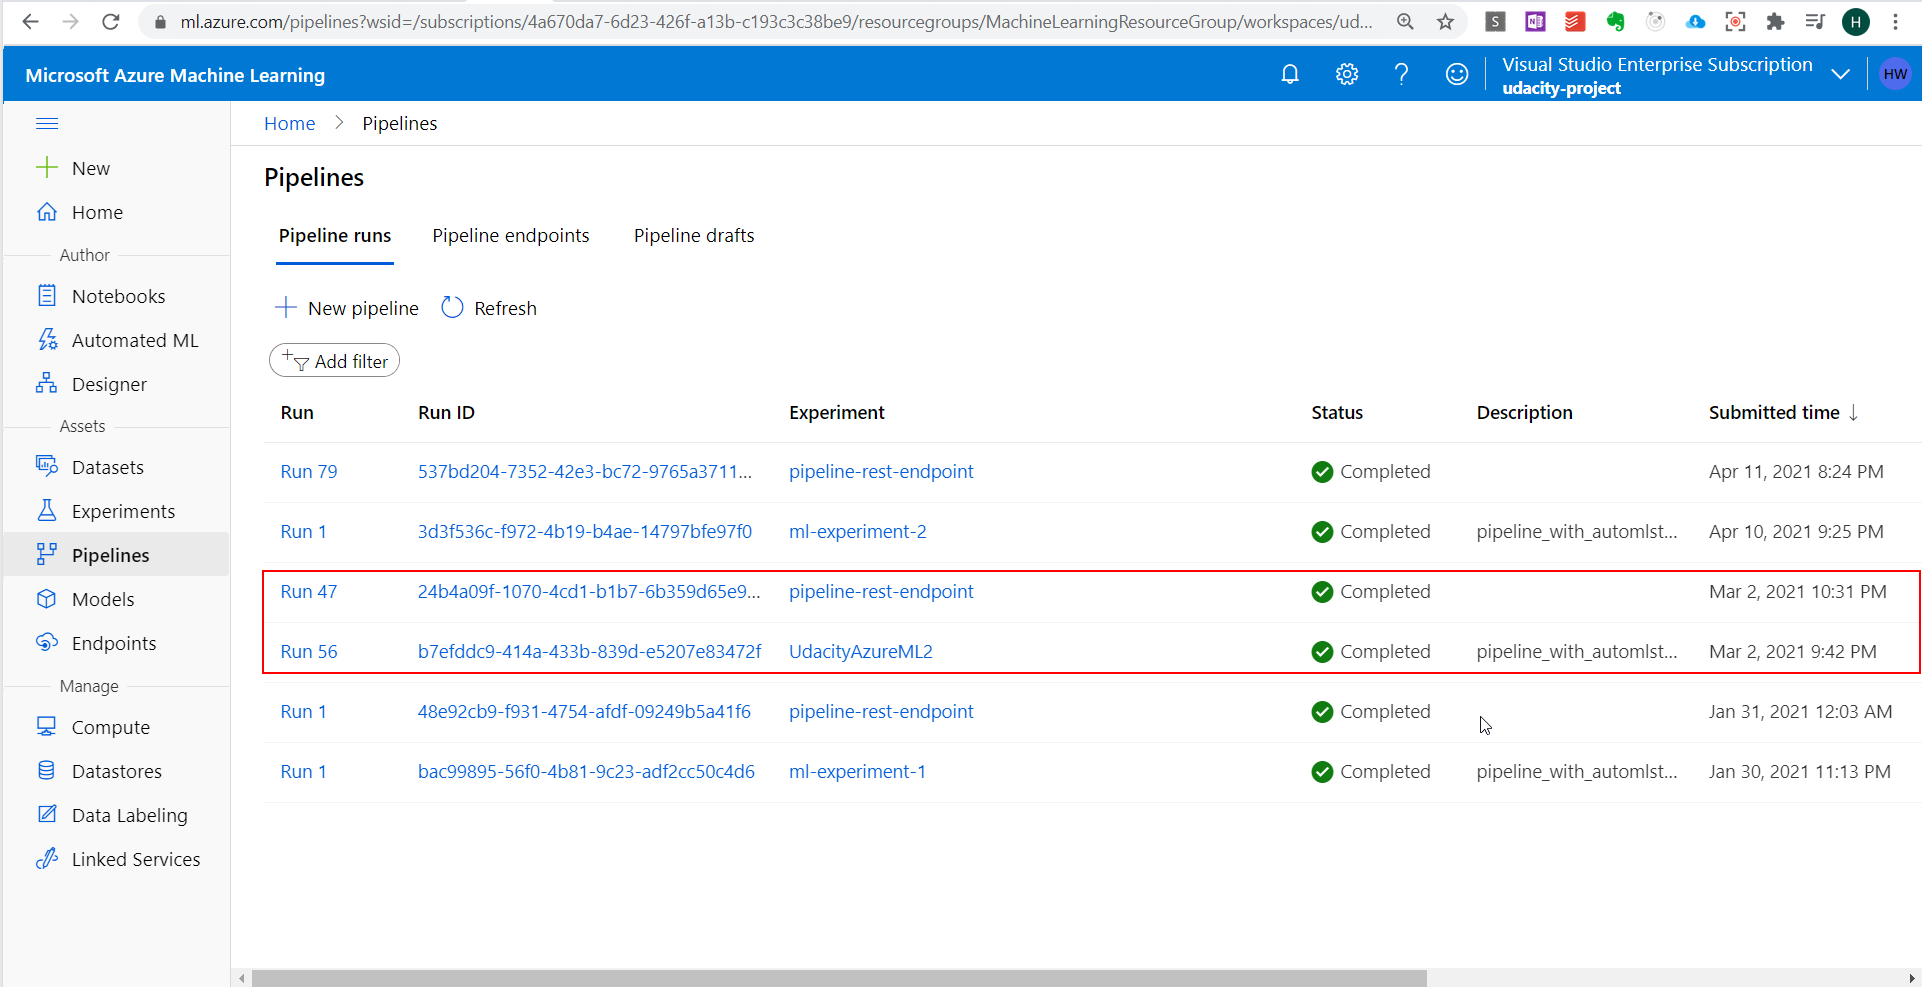 ml.azure.com/pipelines?wsid=/subscriptions/4a670da7-6d23-426f-a13b-c193c3c38be9/resourcegroups/MachineLearningResourceGroup/workspaces/ud...
S
N
H
Microsoft Azure Machine Learning
Visual Studio Enterprise Subscription
udacity-project
HW
Home > Pipelines
New
Home
Author
Notebooks
Automated ML
Designer
Assets
Datasets
Experiments
Pipelines
Models
Endpoints
Manage
Compute
Datastores
Data Labeling
Linked Services
Pipelines
Pipeline runs Pipeline endpoints Pipeline drafts
New pipeline Refresh
Add filter
Run Run ID Experiment Status Description Submitted time ↓
Run 79 537bd204-7352-42e3-bc72-9765a3711... pipeline-rest-endpoint Completed Apr 11, 2021 8:24 PM
Run 1 3d3f536c-f972-4b19-b4ae-14797bfe97f0 ml-experiment-2 Completed pipeline_with_automlst... Apr 10, 2021 9:25 PM
Run 47 24b4a09f-1070-4cd1-b1b7-6b359d65e9... pipeline-rest-endpoint Completed Mar 2, 2021 10:31 PM
Run 56 b7efddc9-414a-433b-839d-e5207e83472f UdacityAzureML2 Completed pipeline_with_automlst... Mar 2, 2021 9:42 PM
Run 1 48e92cb9-f931-4754-afdf-09249b5a41f6 pipeline-rest-endpoint Completed Jan 31, 2021 12:03 AM
Run 1 bac99895-56f0-4b81-9c23-adf2cc50c4d6 ml-experiment-1 Completed pipeline_with_automlst... Jan 30, 2021 11:13 PM